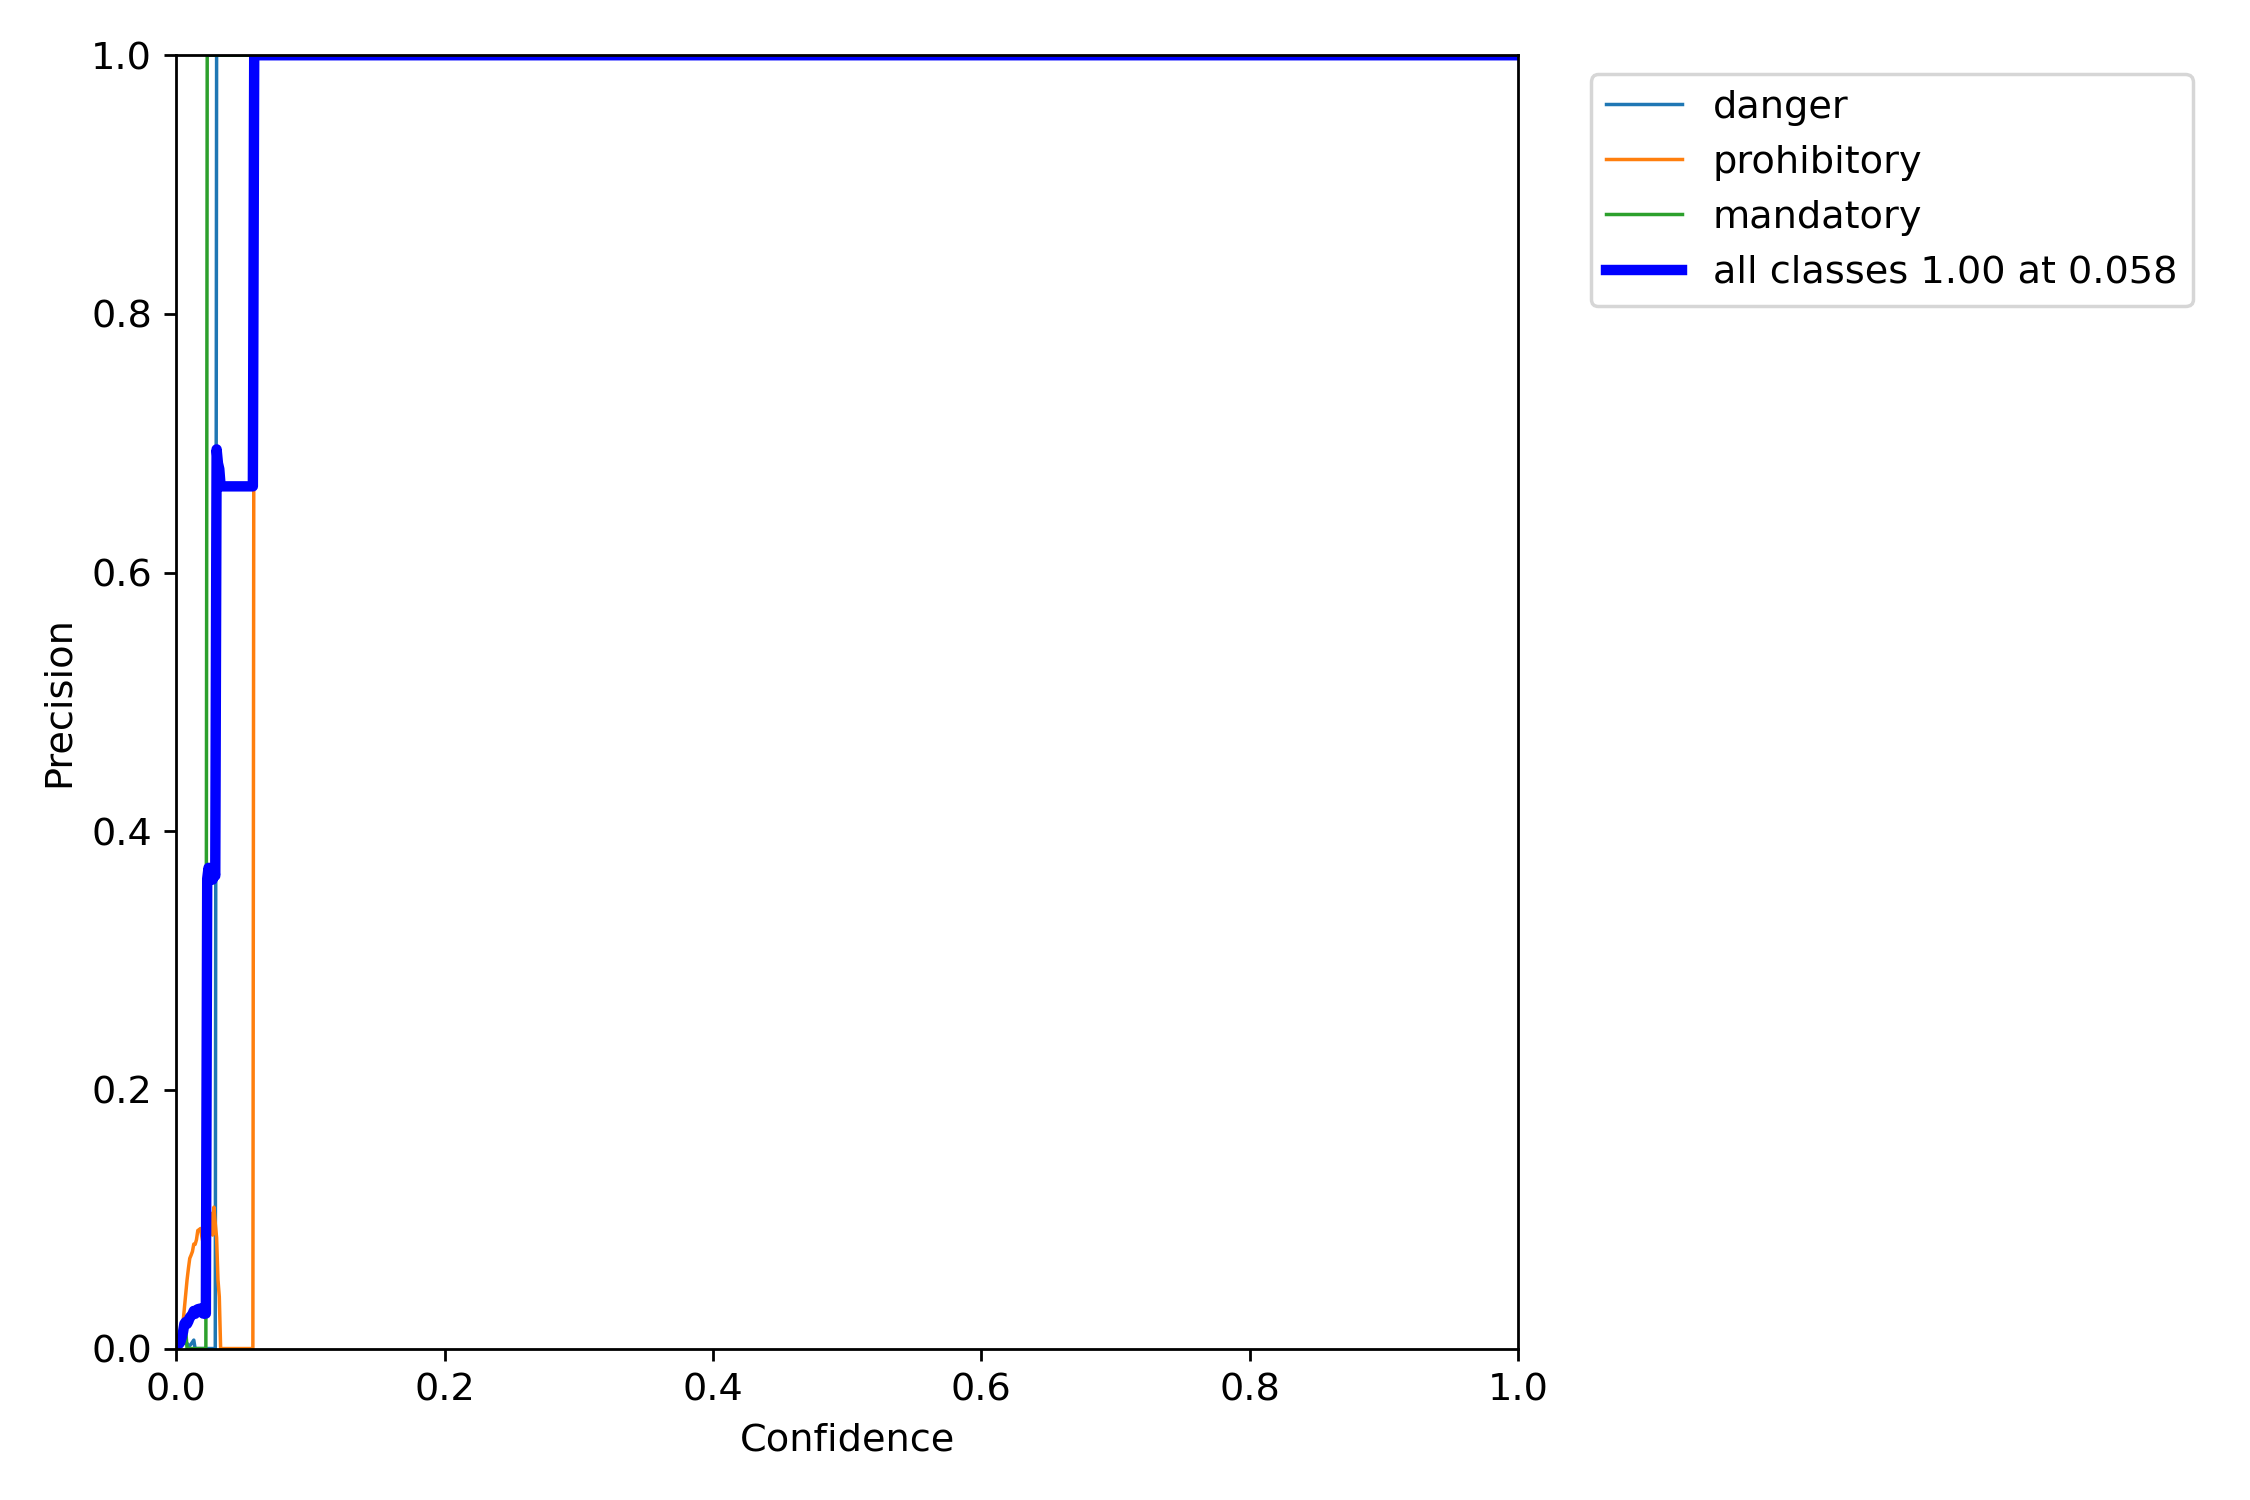 1.0
0.8
0.6
0.4
0.2
0.0
Precision
0.0 0.2 0.4 0.6 0.8 1.0
Confidence
danger
prohibitory
mandatory
all classes 1.00 at 0.058